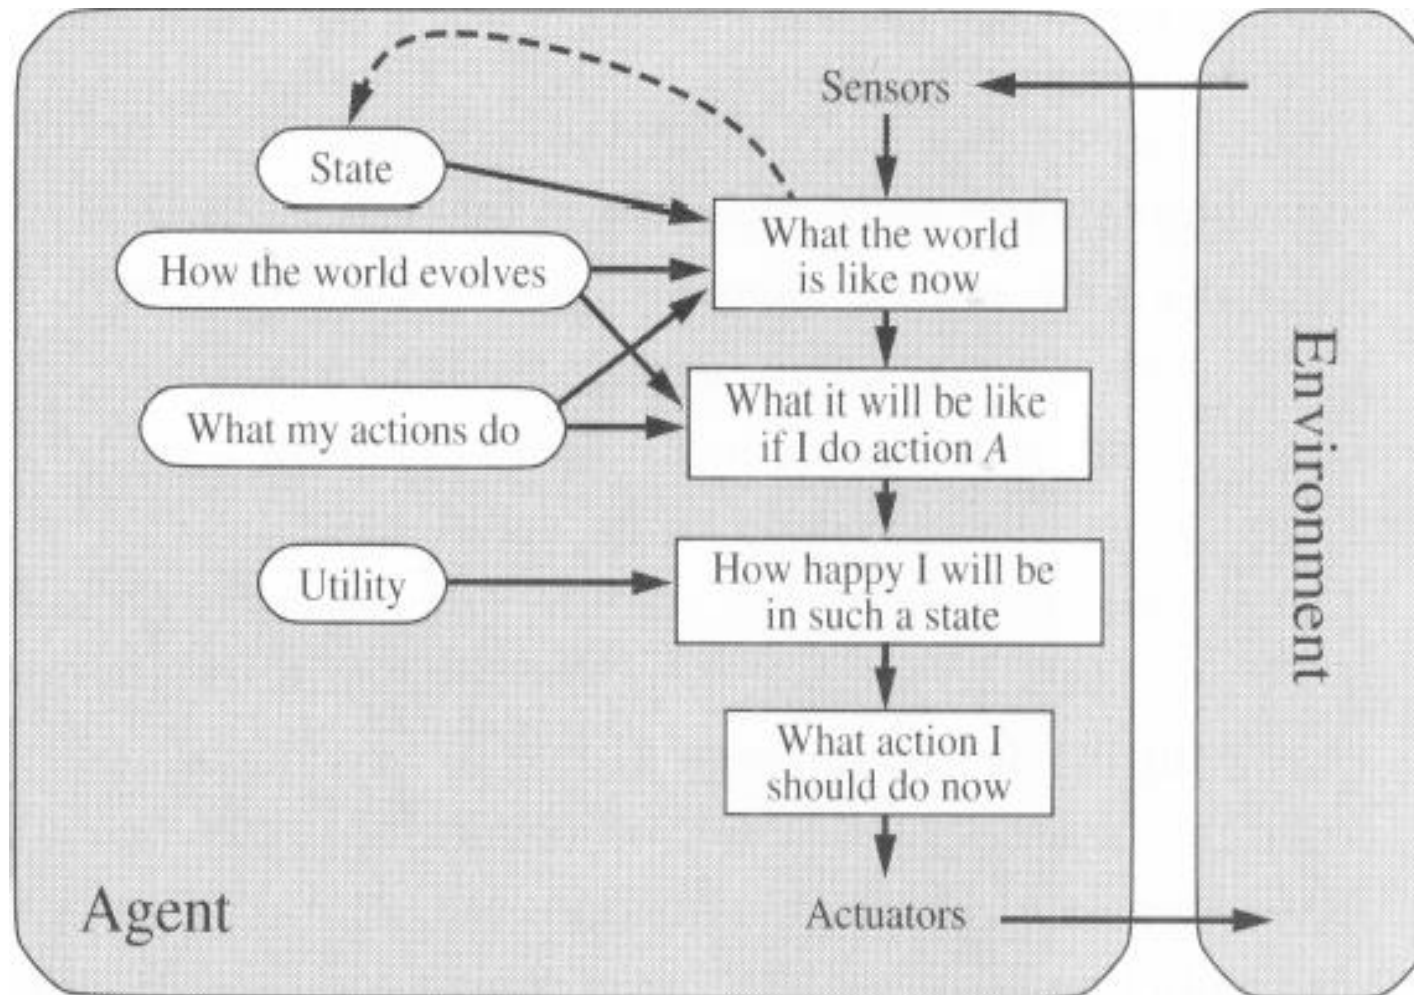 Sensors
State
What the world
is like now
How the world evolves
What it will be like
if I do action A
What my actions do
How happy I will be
in such a state
Utility
What action I
should do now
Agent
Actuators
Environment